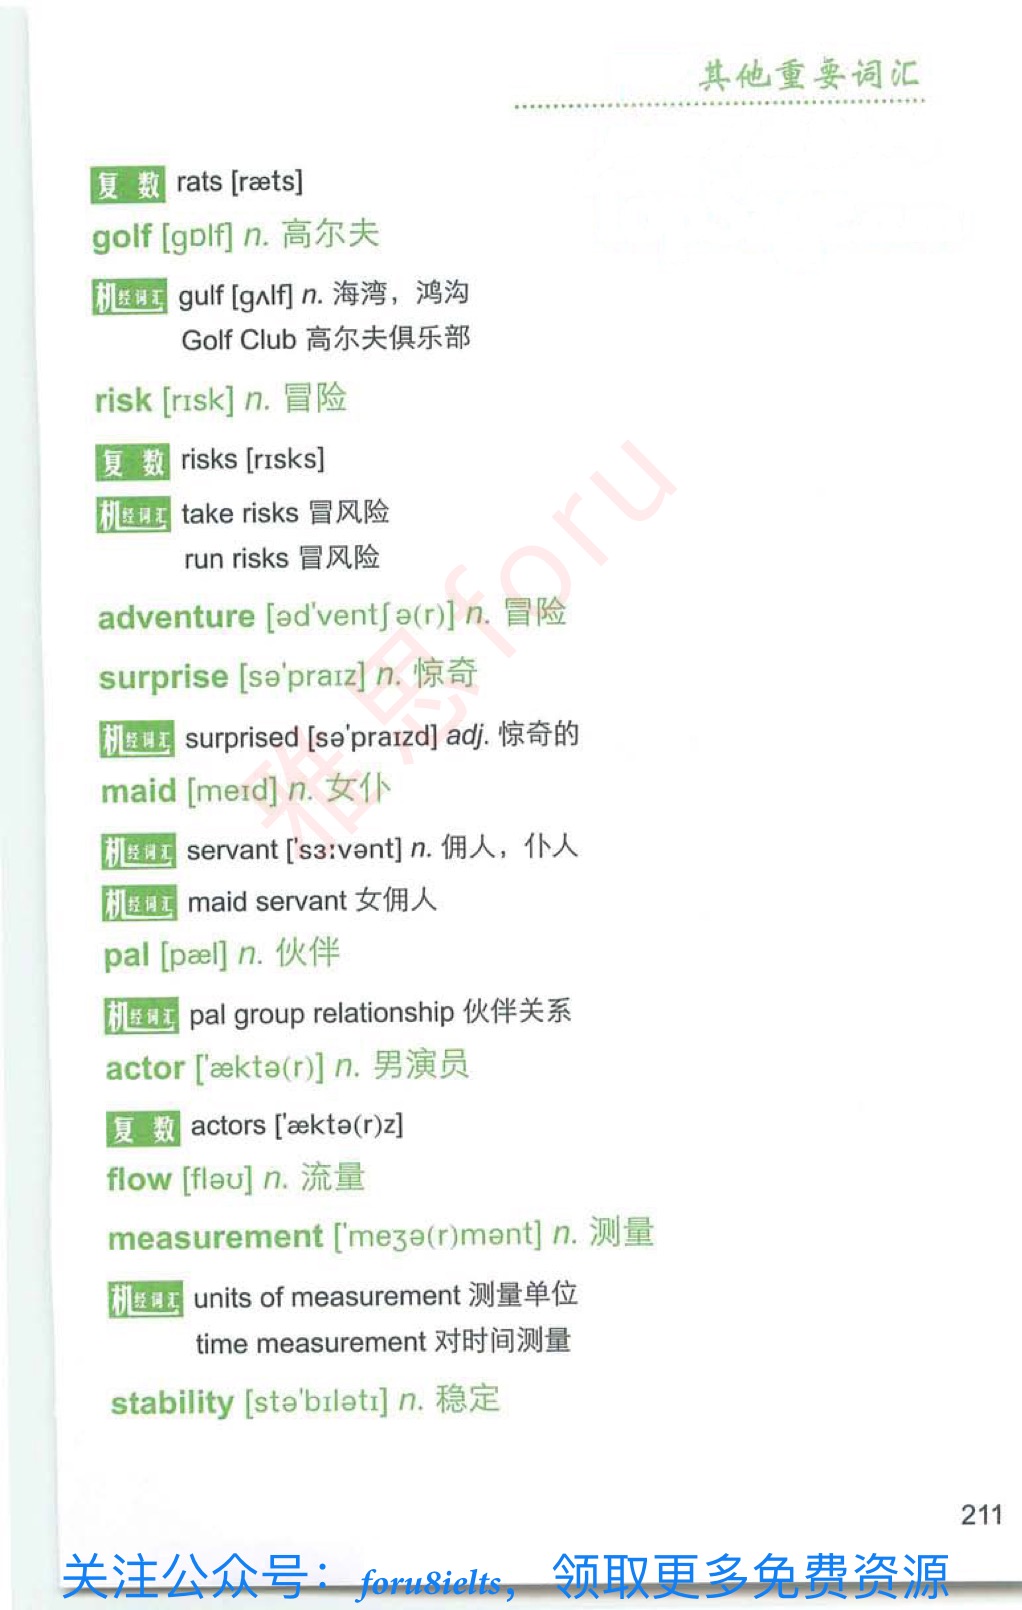 其他重要词汇
复 数 rats [ræts]
golf [gɒlf] n. 高尔夫
机经词汇 gulf [gʌlf] n. 海湾，鸿沟
Golf Club 高尔夫俱乐部
risk [rɪsk] n. 冒险
复 数 risks [rɪsks]
机经词汇 take risks 冒风险
run risks 冒风险
adventure [əd'ventʃə(r)] n. 冒险
surprise [sə'praɪz] n. 惊奇
机经词汇 surprised [sə'praɪzd] adj. 惊奇的
maid [meɪd] n. 女仆
机经词汇 servant ['sɜːvənt] n. 佣人，仆人
机经词汇 maid servant 女佣人
pal [pæl] n. 伙伴
机经词汇 pal group relationship 伙伴关系
actor ['æktə(r)] n. 男演员
复 数 actors ['æktə(r)z]
flow [fləʊ] n. 流量
measurement ['meʒə(r)mənt] n. 测量
机经词汇 units of measurement 测量单位
time measurement 对时间测量
stability [stə'bɪlətɪ] n. 稳定
雅思foru
211
关注公众号：foru8ielts，领取更多免费资源